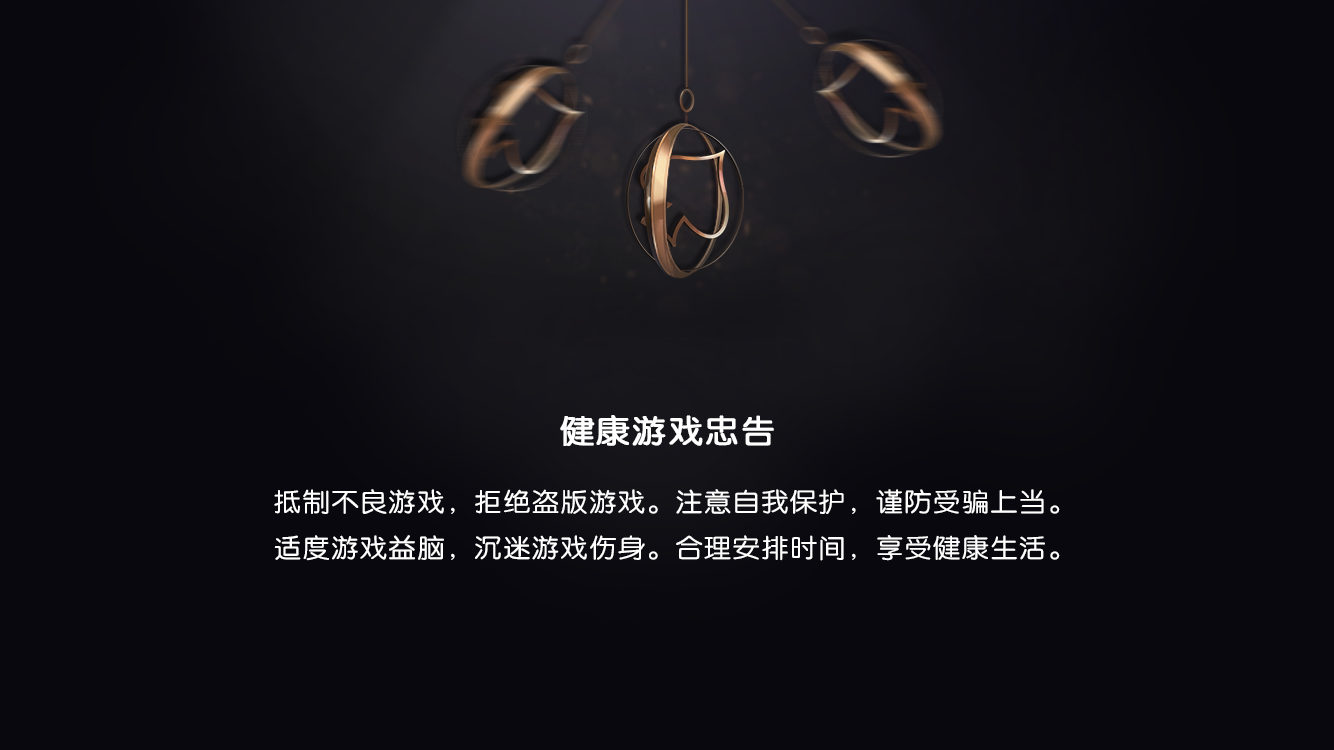 健康游戏忠告
抵制不良游戏，拒绝盗版游戏。注意自我保护，谨防受骗上当。
适度游戏益脑，沉迷游戏伤身。合理安排时间，享受健康生活。